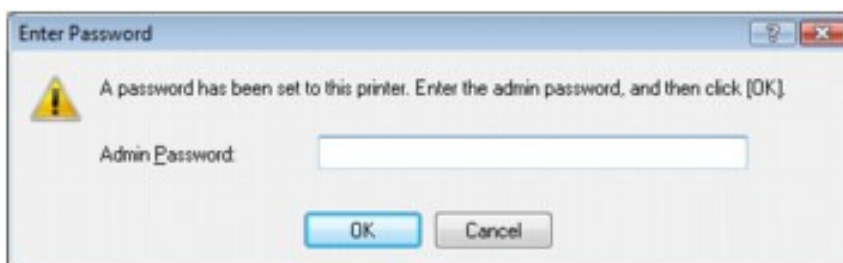 Enter Password
A password has been set to this printer. Enter the admin password, and then click [OK].
Admin Password:
OK
Cancel